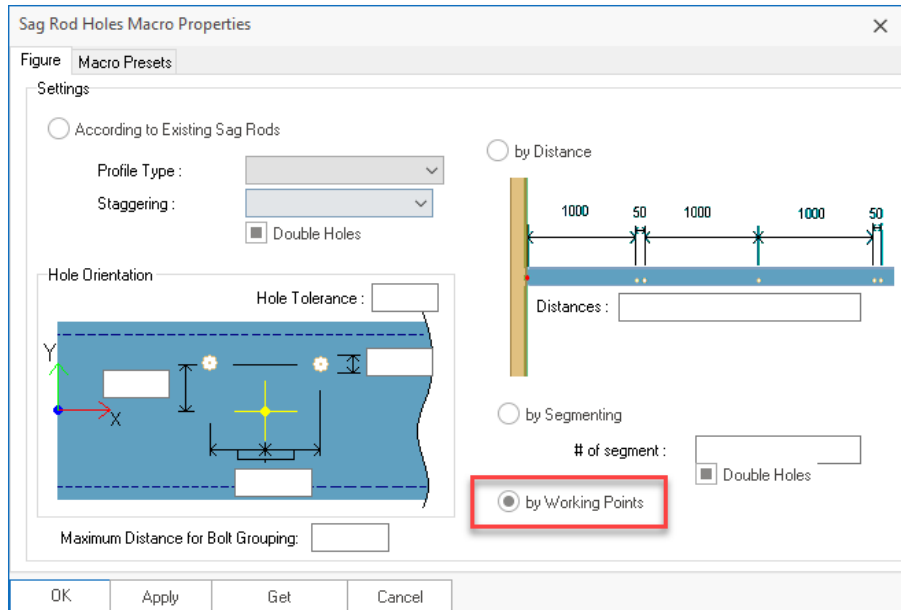 Sag Rod Holes Macro Properties
Figure
Macro Presets
Settings
According to Existing Sag Rods
Profile Type :
Staggering :
Double Holes
Hole Orientation
Hole Tolerance :
Y
X
Maximum Distance for Bolt Grouping:
by Distance
1000 50 1000 1000 50
Distances :
by Segmenting
# of segment :
Double Holes
by Working Points
OK Apply Get Cancel